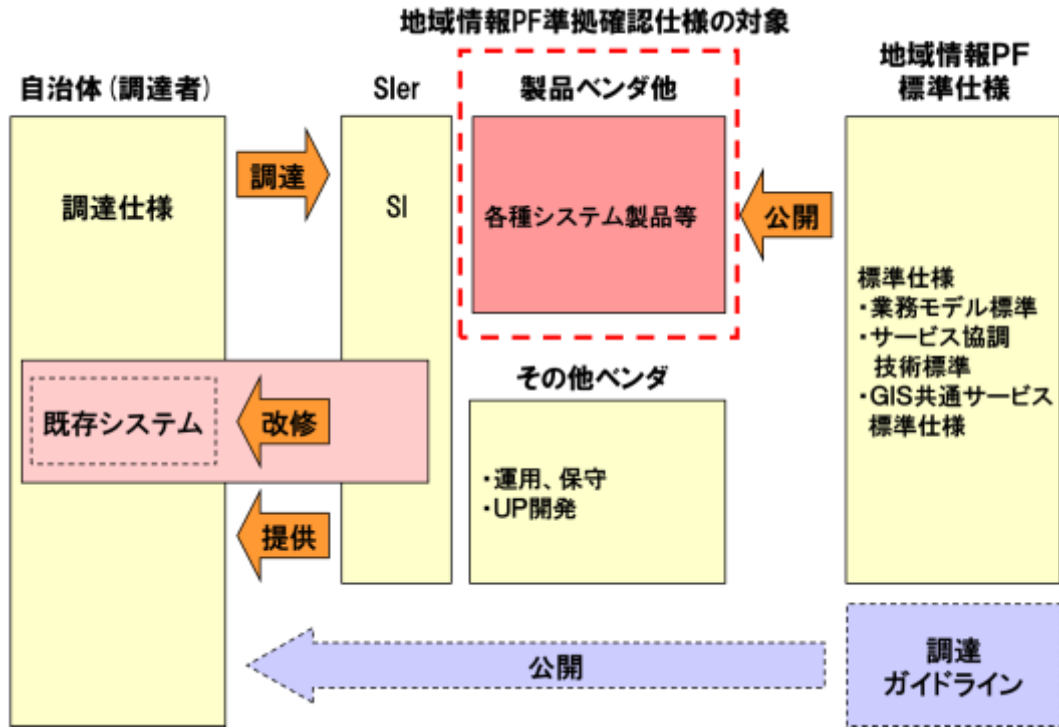 地域情報PF準拠確認仕様の対象
自治体(調達者)
SIer
製品ベンダ他
地域情報PF
標準仕様
調達仕様
調達
SI
各種システム製品等
公開
標準仕様
・業務モデル標準
・サービス協調
技術標準
・GIS共通サービス
標準仕様
既存システム
改修
提供
その他ベンダ
・運用、保守
・UP開発
公開
調達
ガイドライン